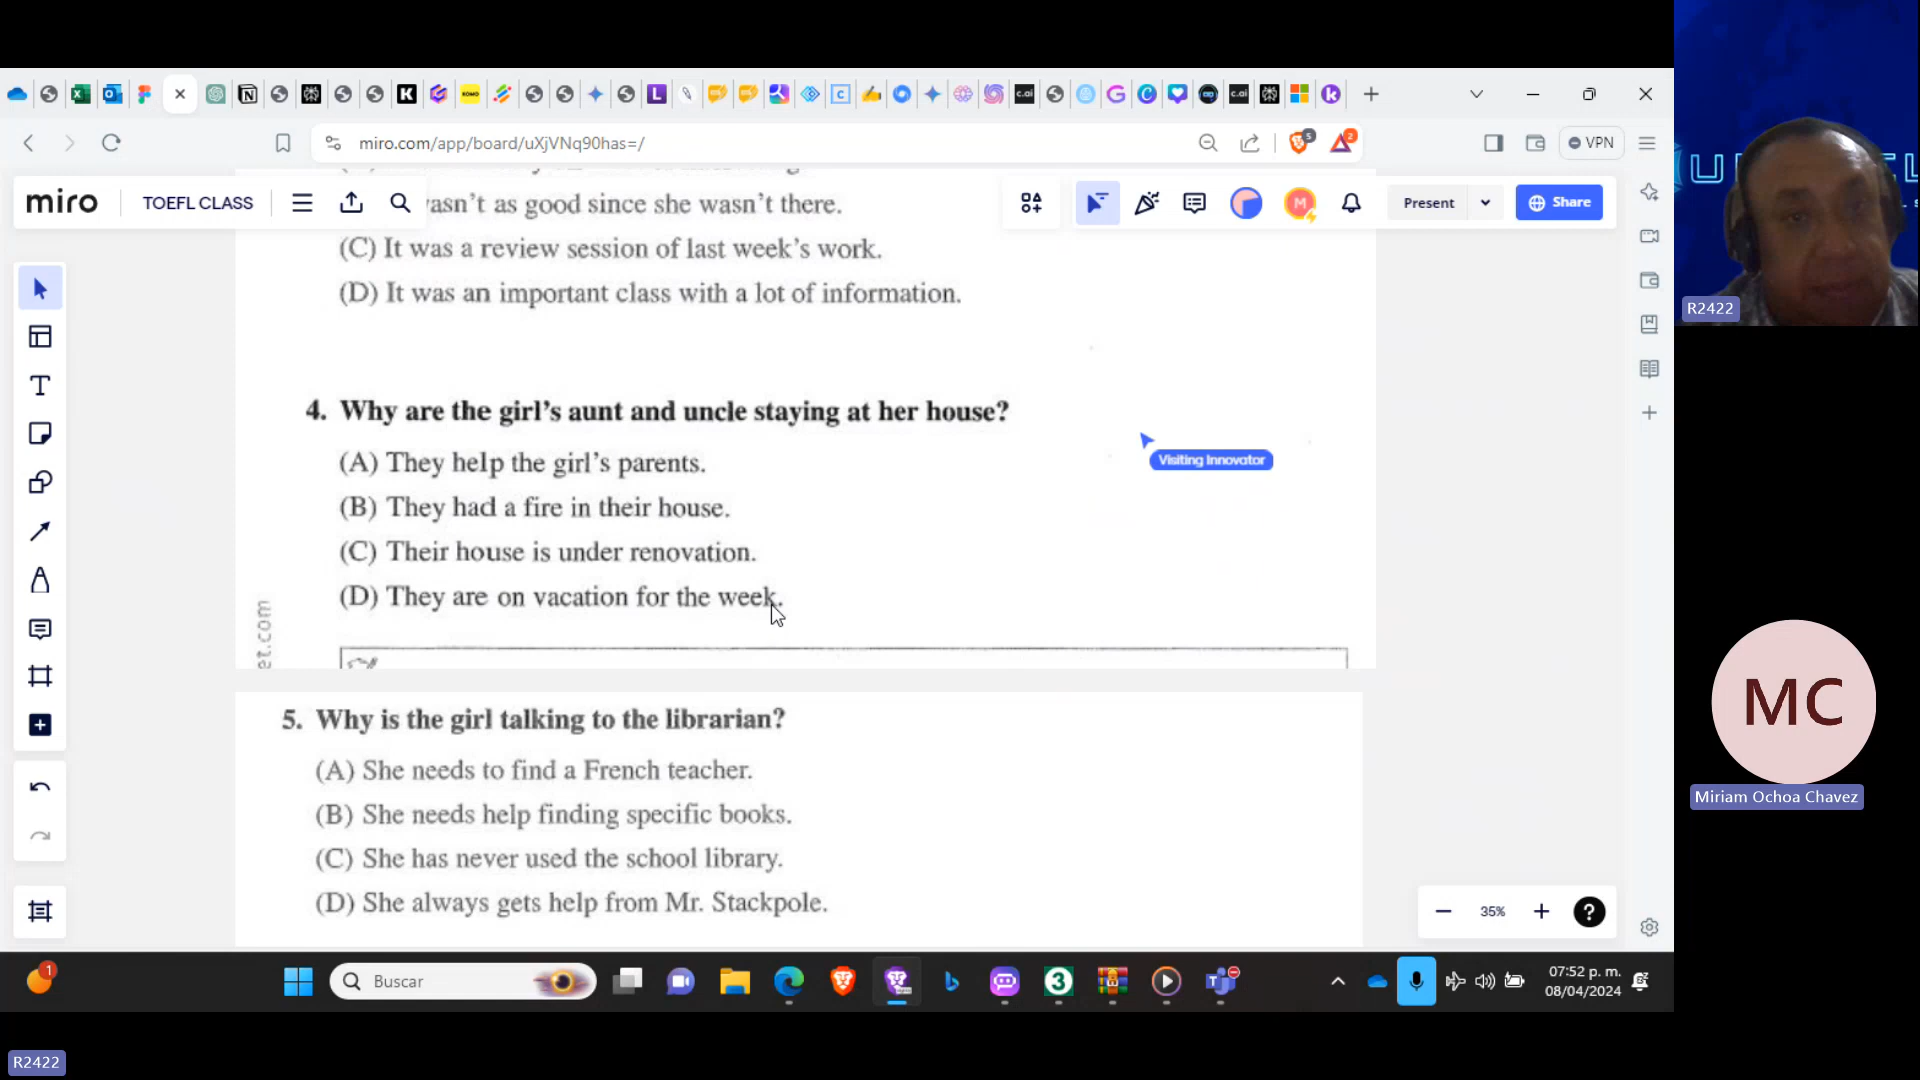 miro.com/app/board/uXjVNq90has=/
5
2
VPN
miro
TOEFL CLASS
M
Present
Share
wasn't as good since she wasn't there.
(C) It was a review session of last week's work.
(D) It was an important class with a lot of information.
4. Why are the girl's aunt and uncle staying at her house?
(A) They help the girl's parents.
(B) They had a fire in their house.
(C) Their house is under renovation.
(D) They are on vacation for the week.
Visiting Innovator
et.com
5. Why is the girl talking to the librarian?
(A) She needs to find a French teacher.
(B) She needs help finding specific books.
(C) She has never used the school library.
(D) She always gets help from Mr. Stackpole.
35%
1
Buscar
07:52 p. m.
08/04/2024
R2422
MC
Miriam Ochoa Chavez
R2422